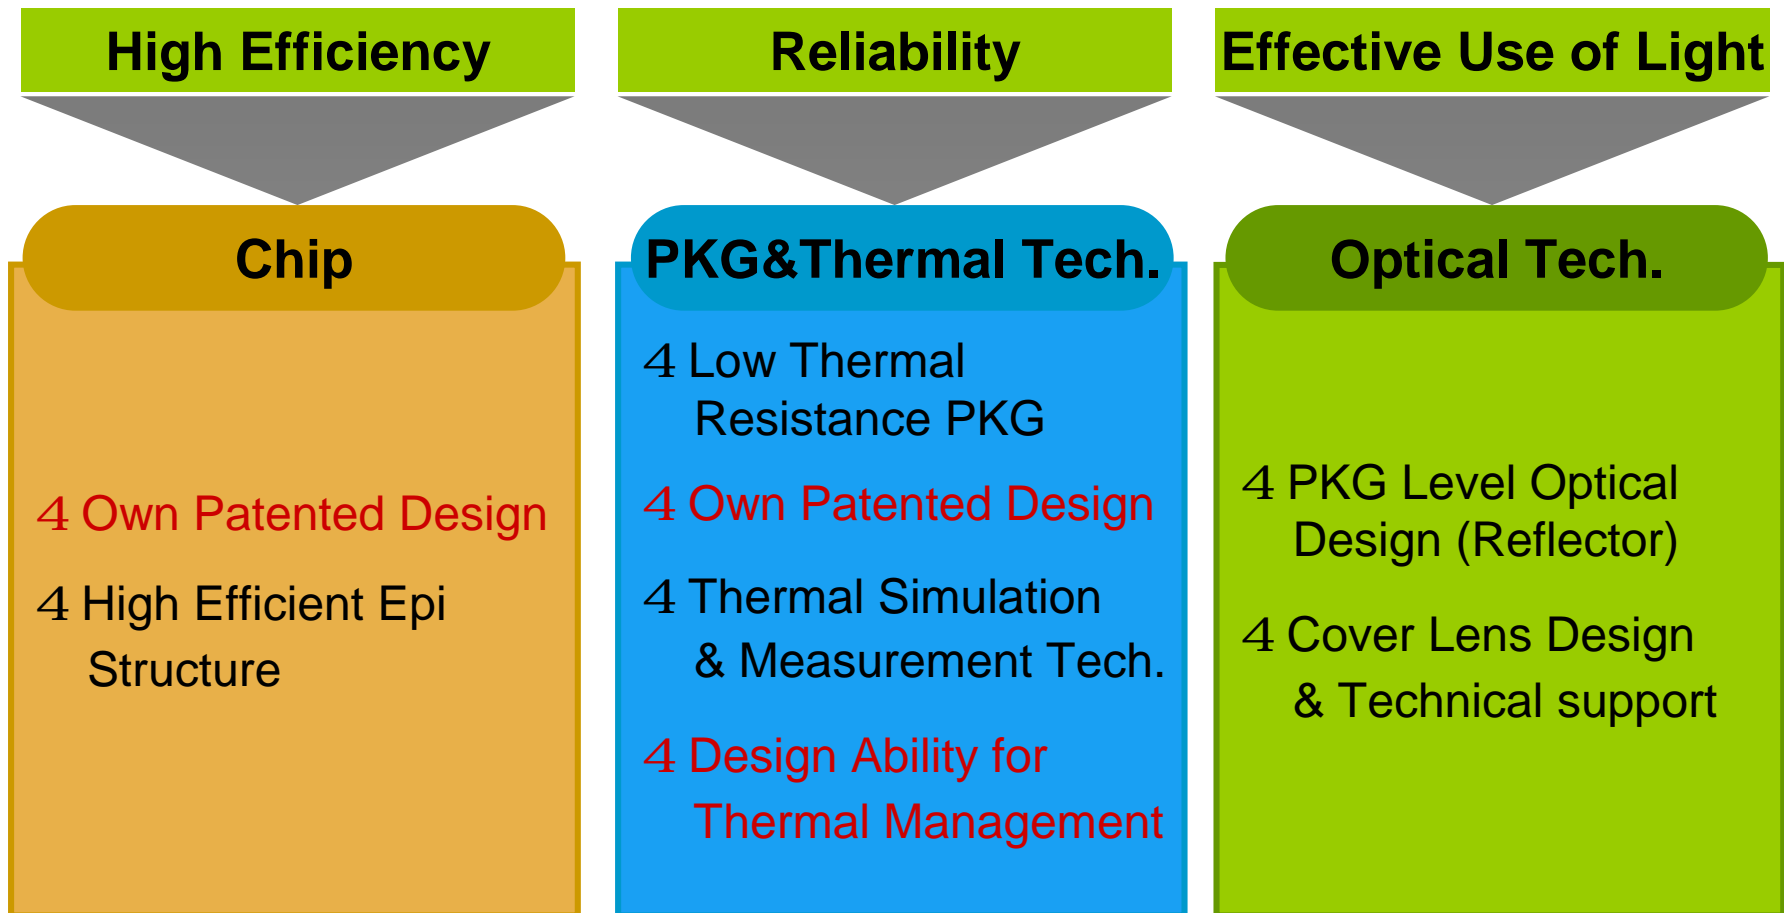 High Efficiency
Reliability
Effective Use of Light
Chip
4 Own Patented Design
4 High Efficient Epi
Structure
PKG&Thermal Tech.
4 Low Thermal
Resistance PKG
4 Own Patented Design
4 Thermal Simulation
& Measurement Tech.
4 Design Ability for
Thermal Management
Optical Tech.
4 PKG Level Optical
Design (Reflector)
4 Cover Lens Design
& Technical support